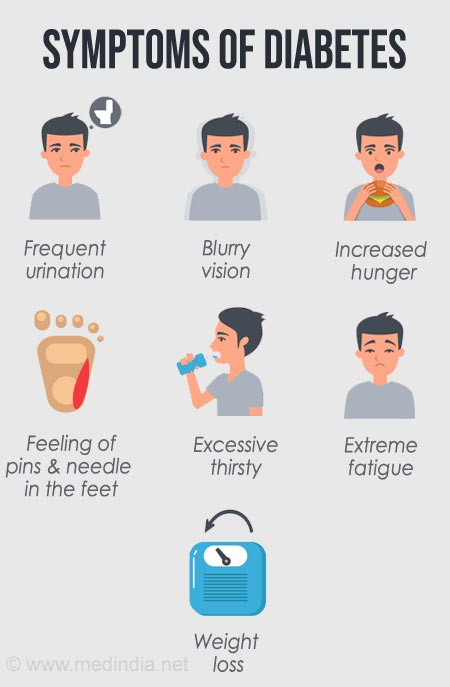 SYMPTOMS OF DIABETES
Frequent
urination
Blurry
vision
Increased
hunger
Feeling of
pins & needle
in the feet
Excessive
thirsty
Extreme
fatigue
Weight
loss
© www.medindia.net